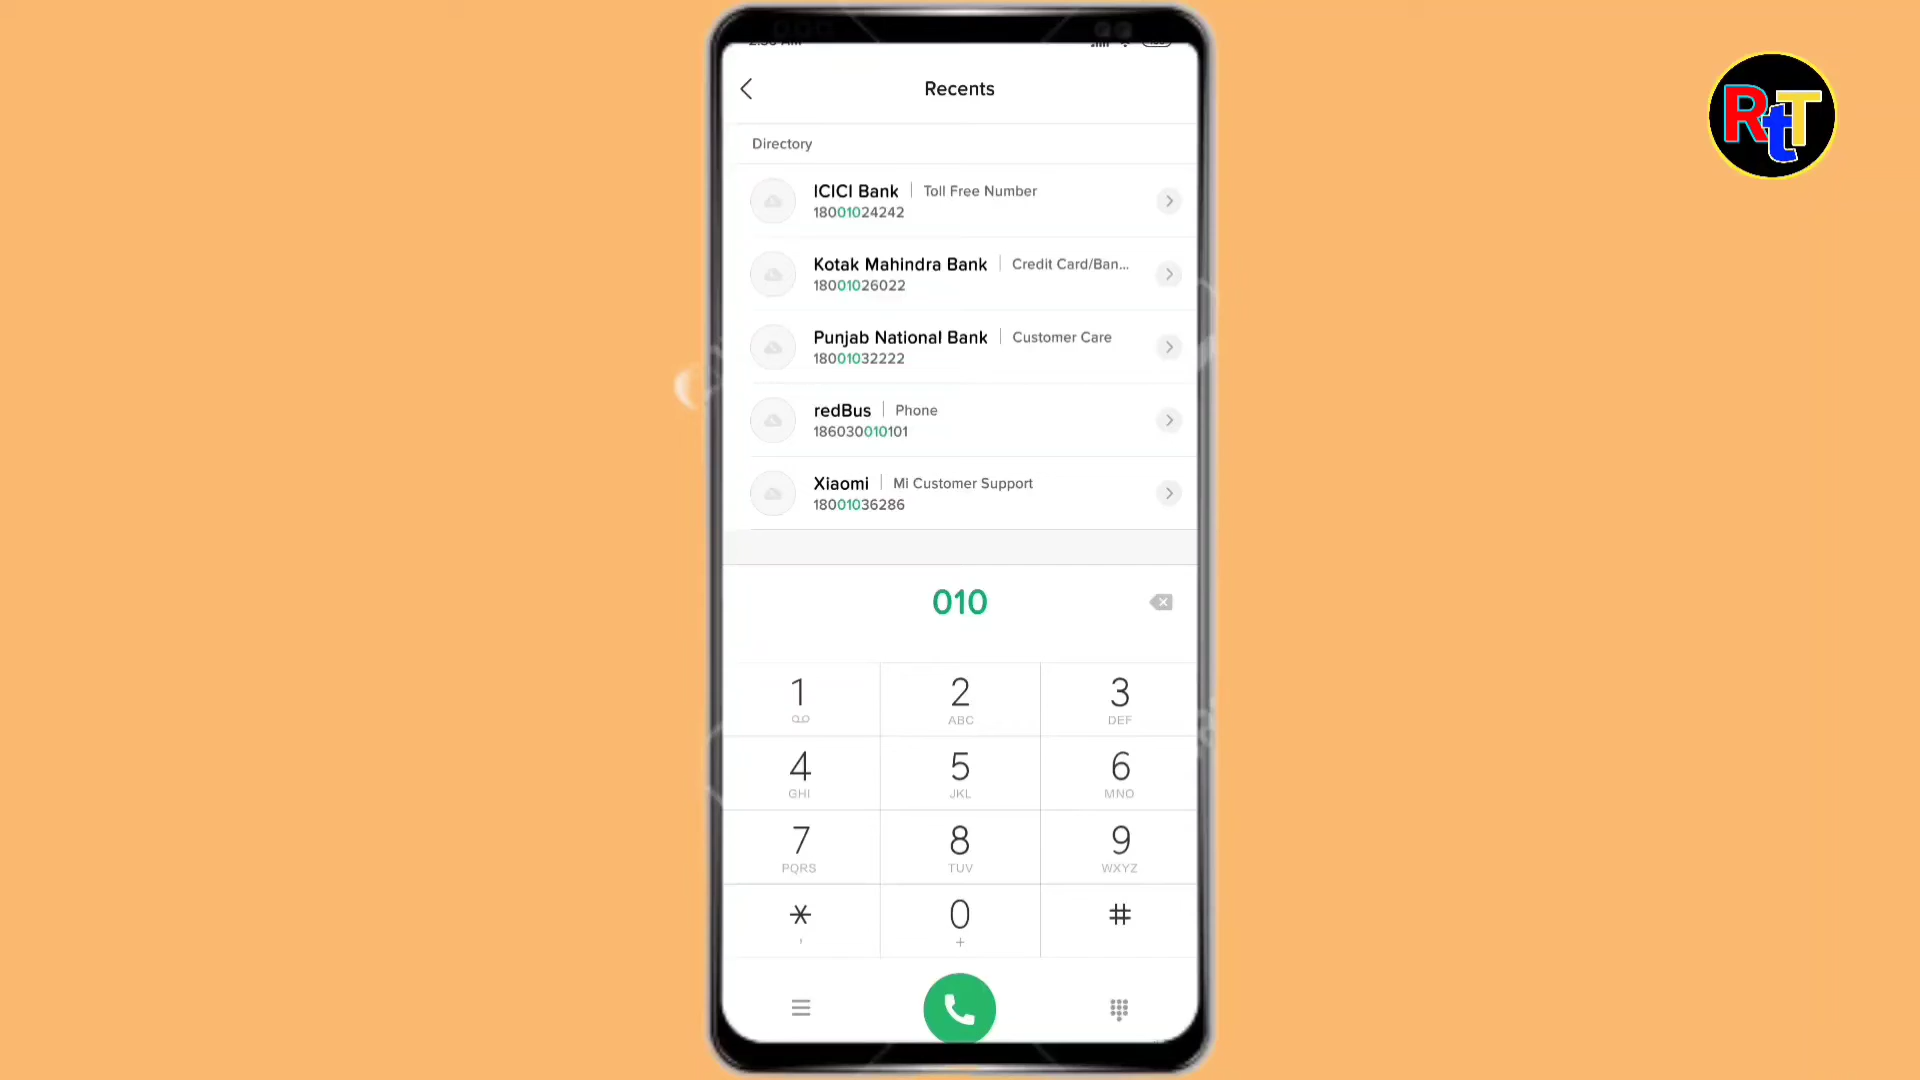 RtT
Recents
Directory
ICICI Bank | Toll Free Number
18001024242
Kotak Mahindra Bank | Credit Card/Ban...
18001026022
Punjab National Bank | Customer Care
18001032222
redBus | Phone
186030010101
Xiaomi | Mi Customer Support
18001036286
010
1 2 3
ABC DEF
4 5 6
GHI JKL MNO
7 8 9
PQRS TUV WXYZ
* 0 #
, +